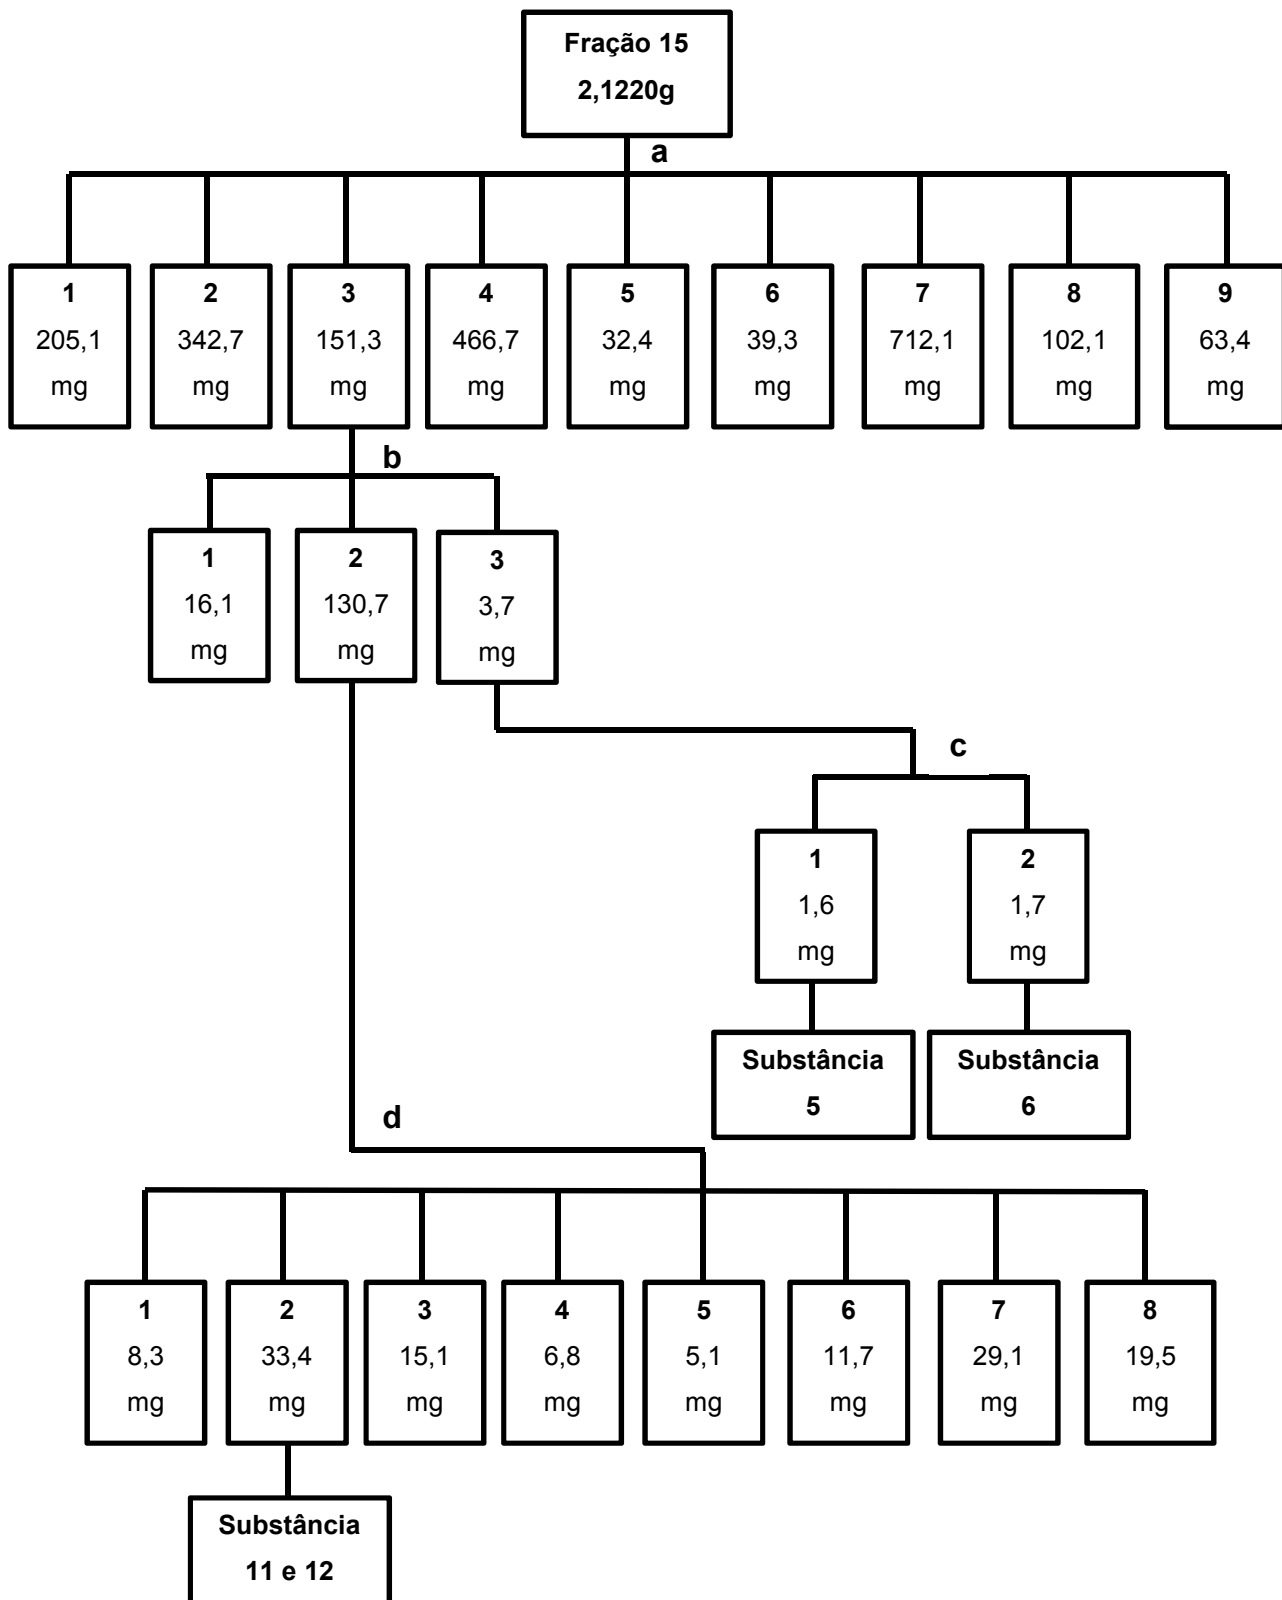 Fração 15
2,1220g
a
1
205,1
mg
2
342,7
mg
3
151,3
mg
4
466,7
mg
5
32,4
mg
6
39,3
mg
7
712,1
mg
8
102,1
mg
9
63,4
mg
b
1
16,1
mg
2
130,7
mg
3
3,7
mg
c
1
1,6
mg
2
1,7
mg
Substância
5
Substância
6
d
1
8,3
mg
2
33,4
mg
3
15,1
mg
4
6,8
mg
5
5,1
mg
6
11,7
mg
7
29,1
mg
8
19,5
mg
Substância
11 e 12